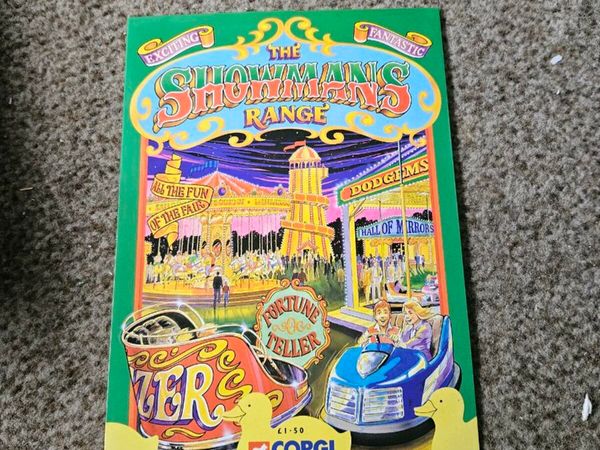 EXCITING
FANTASTIC
THE
SHOWMANS
RANGE
ALL THE FUN
OF THE FAIR
DODGEMS
HALL OF MIRRORS
FORTUNE
TELLER
ZER
£1·50
CORGI